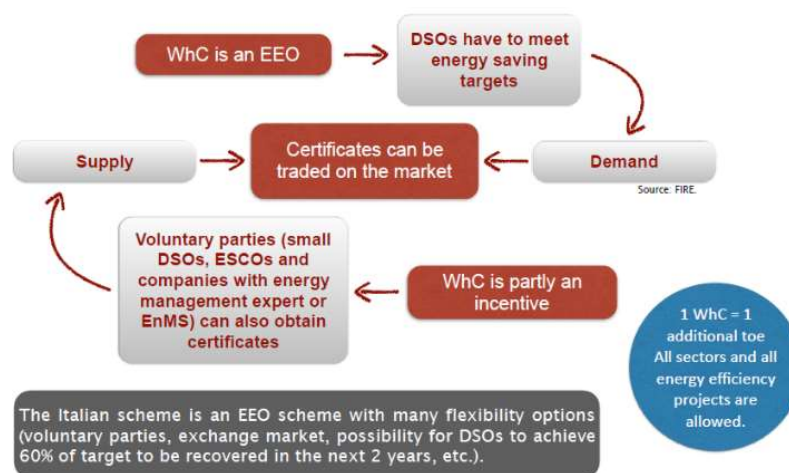 WhC is an EEO
DSOs have to meet
energy saving
targets
Supply
Certificates can be
traded on the market
Demand
Source: FIRE.
Voluntary parties (small
DSOs, ESCOs and
companies with energy
management expert or
EnMS) can also obtain
certificates
WhC is partly an
incentive
1 WhC = 1
additional toe
All sectors and all
energy efficiency
projects are
allowed.
The Italian scheme is an EEO scheme with many flexibility options
(voluntary parties, exchange market, possibility for DSOs to achieve
60% of target to be recovered in the next 2 years, etc.).